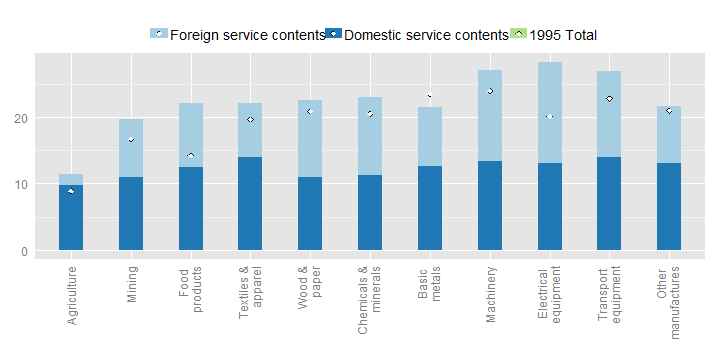 Foreign service contents Domestic service contents 1995 Total
20
10
0
Agriculture
Mining
Food
products
Textiles &
apparel
Wood &
paper
Chemicals &
minerals
Basic
metals
Machinery
Electrical
equipment
Transport
equipment
Other
manufactures